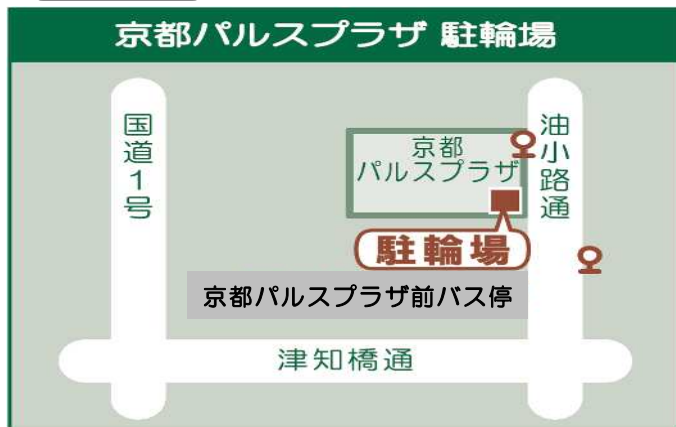 京都パルスプラザ 駐輪場
国道1号
京都
パルスプラザ
油小路通
駐輪場
京都パルスプラザ前バス停
津知橋通